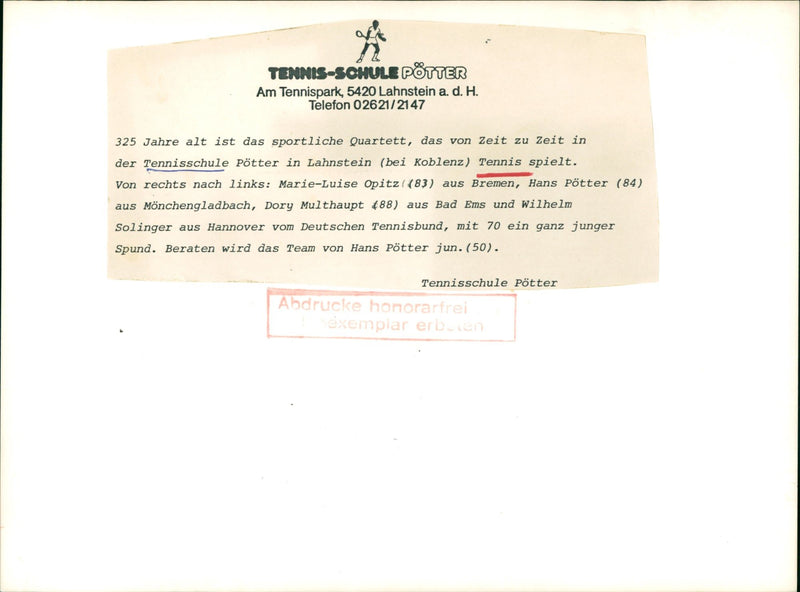 TENNIS-SCHULE PÖTTER
Am Tennispark, 5420 Lahnstein a. d. H.
Telefon 02621/2147
325 Jahre alt ist das sportliche Quartett, das von Zeit zu Zeit in
der Tennisschule Pötter in Lahnstein (bei Koblenz) Tennis spielt.
Von rechts nach links: Marie-Luise Opitz (83) aus Bremen, Hans Pötter (84)
aus Mönchengladbach, Dory Multhaupt (88) aus Bad Ems und Wilhelm
Solinger aus Hannover vom Deutschen Tennisbund, mit 70 ein ganz junger
Spund. Beraten wird das Team von Hans Pötter jun.(50).
Tennisschule Pötter
Abdrucke honorarfrei
erbeten